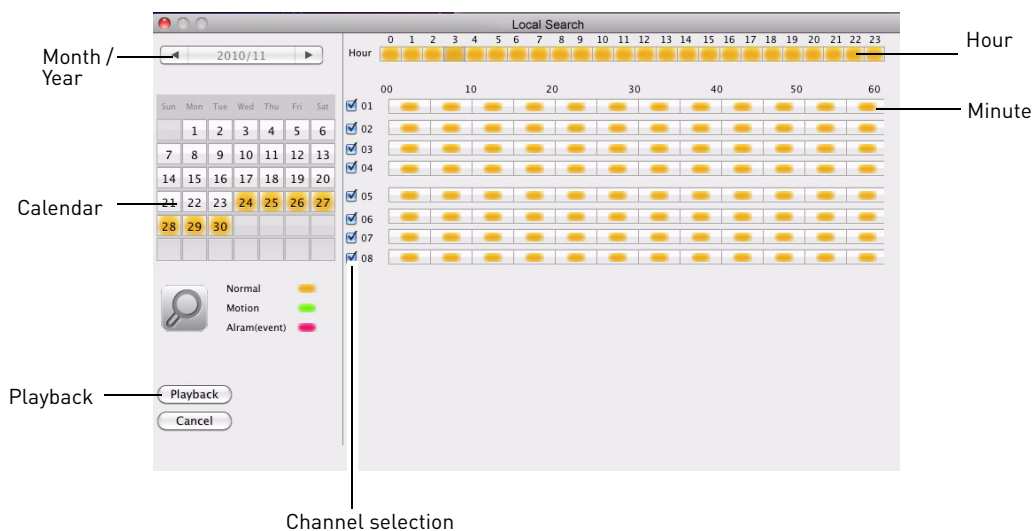 Local Search
Month / Year
2010/11
Hour
0 1 2 3 4 5 6 7 8 9 10 11 12 13 14 15 16 17 18 19 20 21 22 23
Hour
00 10 20 30 40 50 60
Minute
Sun Mon Tue Wed Thu Fri Sat
1 2 3 4 5 6
7 8 9 10 11 12 13
14 15 16 17 18 19 20
21 22 23 24 25 26 27
28 29 30
Calendar
01
02
03
04
05
06
07
08
Normal
Motion
Alram(event)
Playback
Playback
Cancel
Channel selection